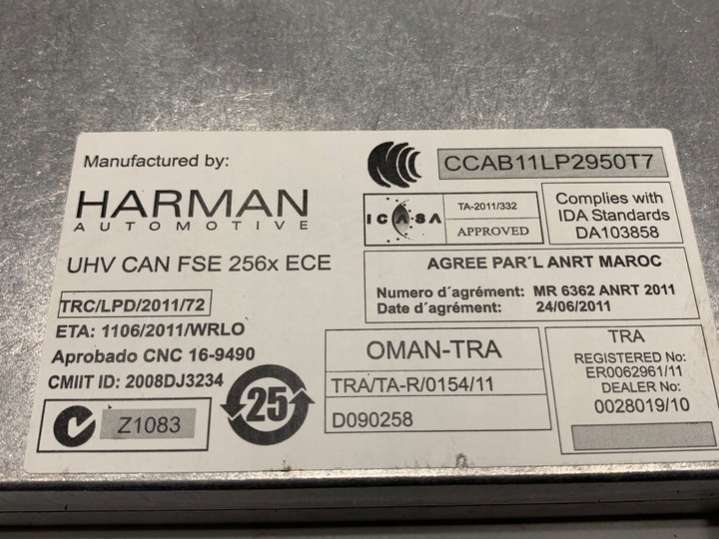 Manufactured by:
HARMAN
AUTOMOTIVE
UHV CAN FSE 256x ECE
TRC/LPD/2011/72
ETA: 1106/2011/WRLO
Aprobado CNC 16-9490
CMIIT ID: 2008DJ3234
Z1083
25
CCAB11LP2950T7
ICASA
TA-2011/332
APPROVED
Complies with
IDA Standards
DA103858
AGREE PAR´L ANRT MAROC
Numero d´agrément: MR 6362 ANRT 2011
Date d´agrément: 24/06/2011
OMAN-TRA
TRA/TA-R/0154/11
D090258
TRA
REGISTERED No:
ER0062961/11
DEALER No:
0028019/10